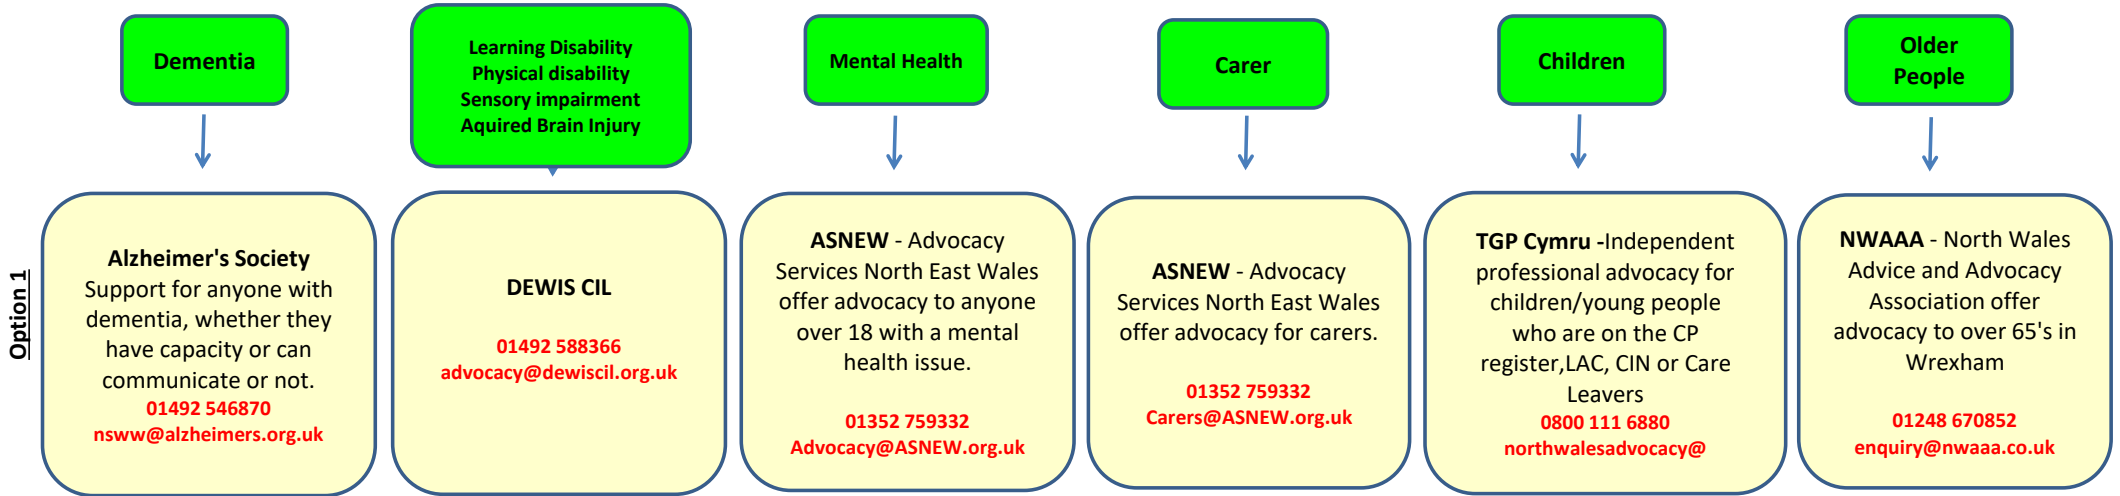 Dementia
Learning Disability
Physical disability
Sensory impairment
Aquired Brain Injury
Mental Health
Carer
Children
Older
People
Option 1
Alzheimer's Society
Support for anyone with
dementia, whether they
have capacity or can
communicate or not.
01492 546870
nsww@alzheimers.org.uk
DEWIS CIL
01492 588366
advocacy@dewiscil.org.uk
ASNEW - Advocacy
Services North East Wales
offer advocacy to anyone
over 18 with a mental
health issue.
01352 759332
Advocacy@ASNEW.org.uk
ASNEW - Advocacy
Services North East Wales
offer advocacy for carers.
01352 759332
Carers@ASNEW.org.uk
TGP Cymru -Independent
professional advocacy for
children/young people
who are on the CP
register,LAC, CIN or Care
Leavers
0800 111 6880
northwalesadvocacy@
NWAAA - North Wales
Advice and Advocacy
Association offer
advocacy to over 65's in
Wrexham
01248 670852
enquiry@nwaaa.co.uk